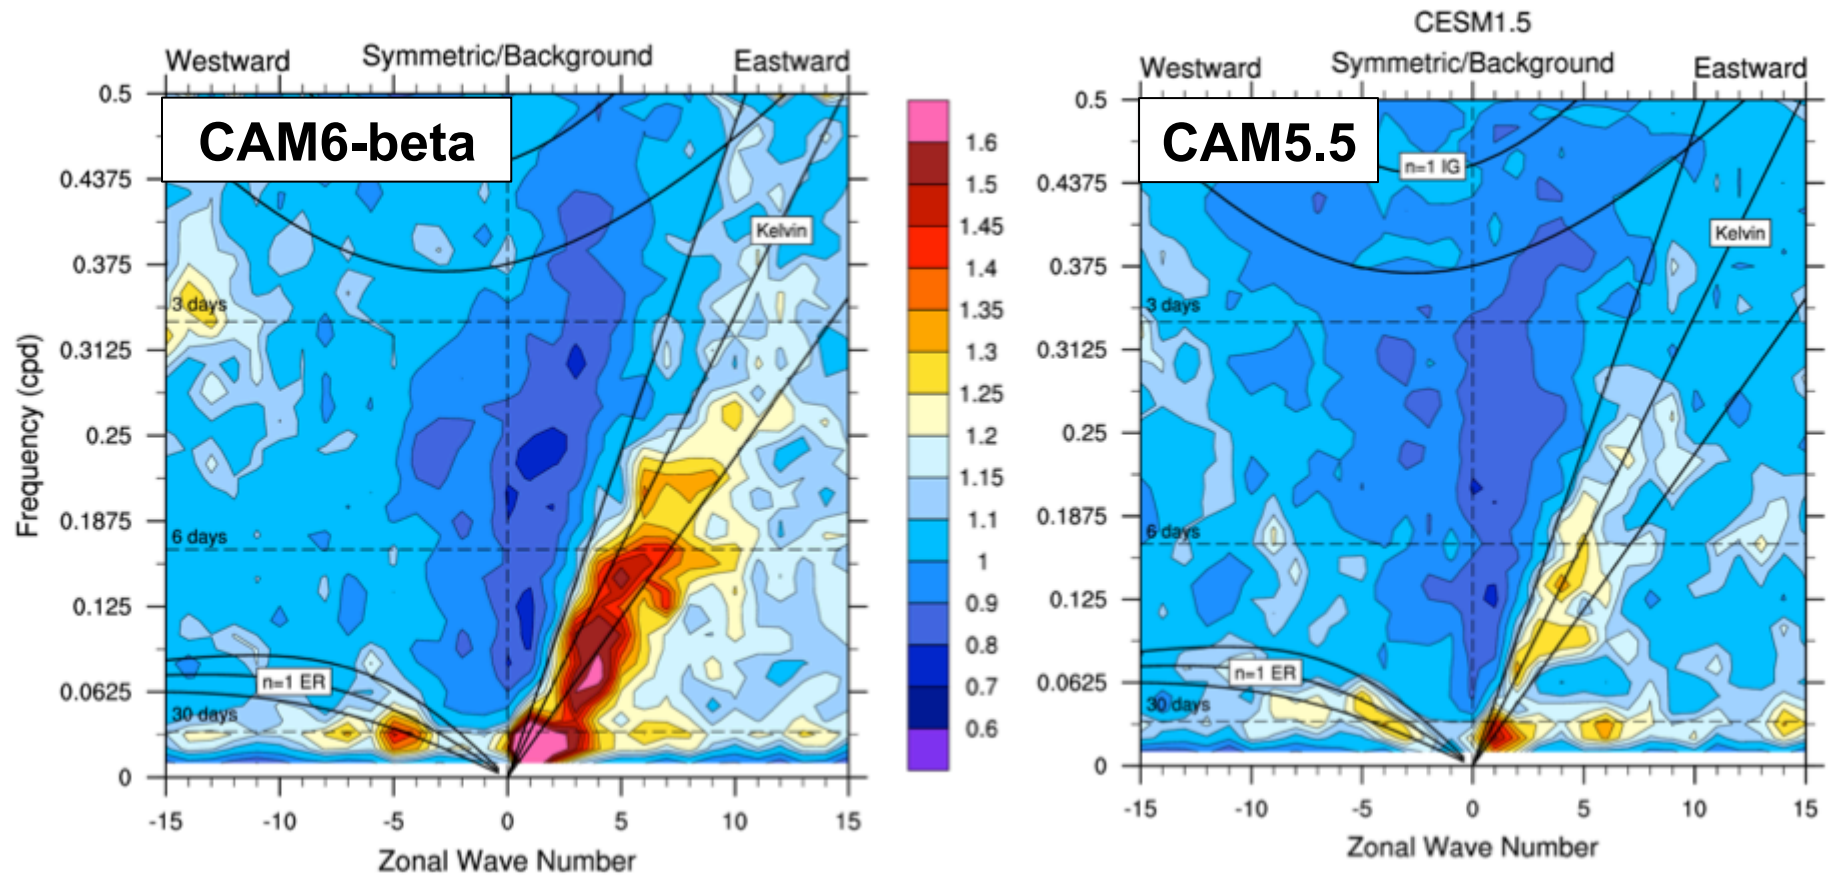 CESM1.5
Westward Symmetric/Background Eastward
Westward Symmetric/Background Eastward
CAM6-beta
CAM5.5
Frequency (cpd)
0.5
0.4375
0.375
0.3125
0.25
0.1875
0.125
0.0625
0
Kelvin
3 days
6 days
n=1 ER
30 days
-15 -10 -5 0 5 10 15
Zonal Wave Number
1.6
1.5
1.45
1.4
1.35
1.3
1.25
1.2
1.15
1.1
1
0.9
0.8
0.7
0.6
0.5
0.4375
0.375
0.3125
0.25
0.1875
0.125
0.0625
0
n=1 IG
Kelvin
3 days
6 days
n=1 ER
30 days
-15 -10 -5 0 5 10 15
Zonal Wave Number